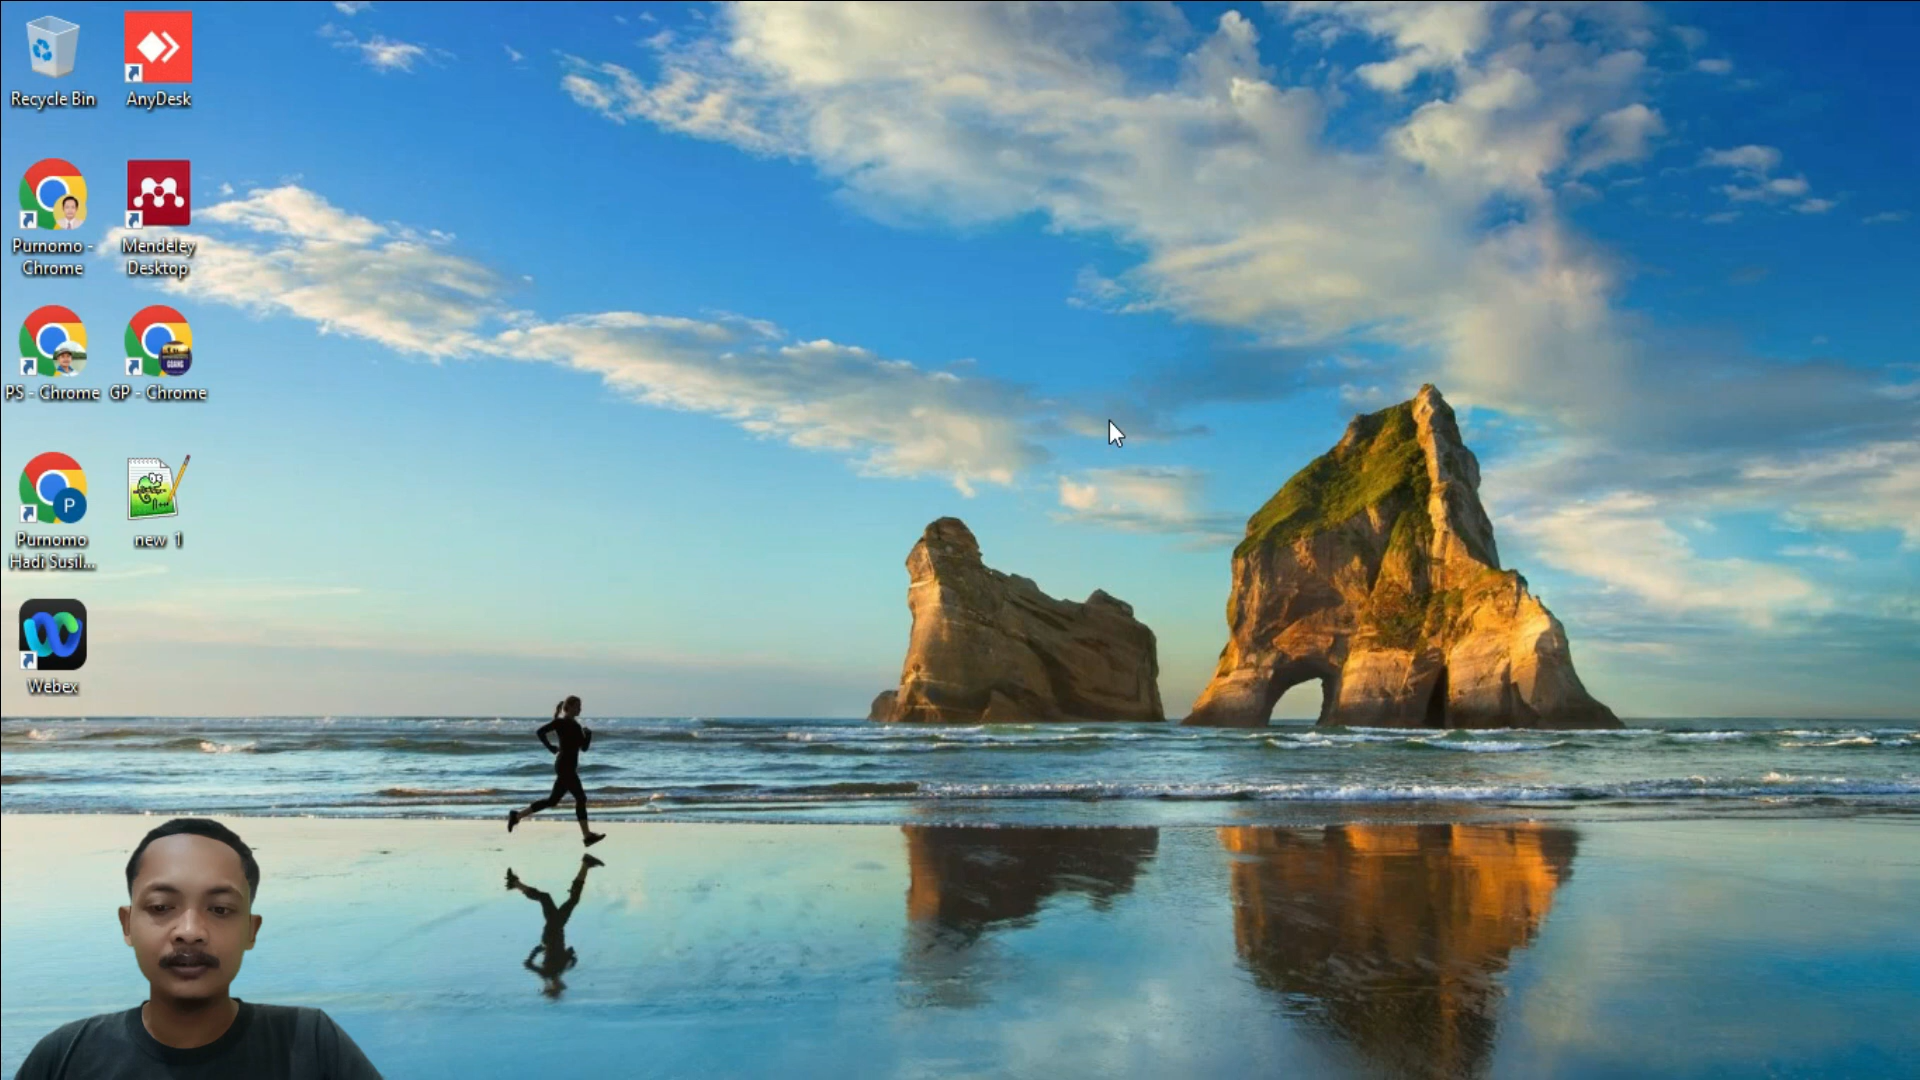 Recycle Bin
AnyDesk
Purnomo -
Chrome
Mendeley
Desktop
PS - Chrome
GP - Chrome
P
Purnomo
Hadi Susil...
new 1
Webex